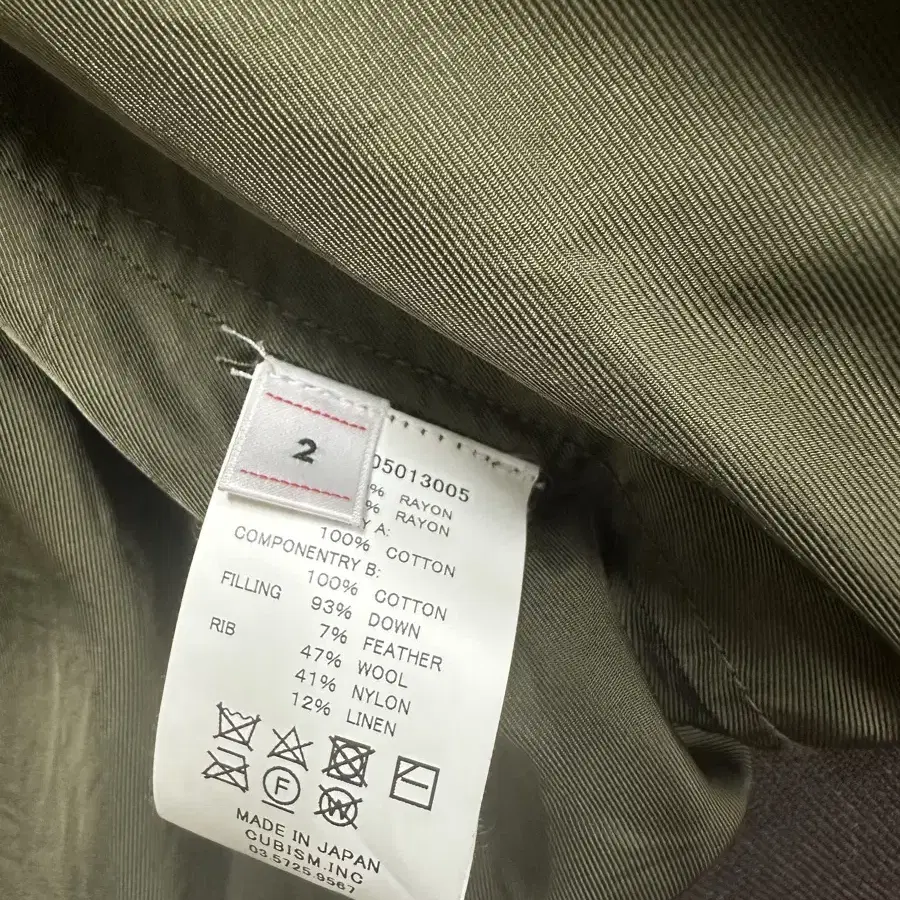 2
05013005
% RAYON
% RAYON
Y A:
100% COTTON
COMPONENTRY B:
100% COTTON
FILLING 93% DOWN
7% FEATHER
RIB 47% WOOL
41% NYLON
12% LINEN
F
W
MADE IN JAPAN
CUBISM.INC
03.5725.9567